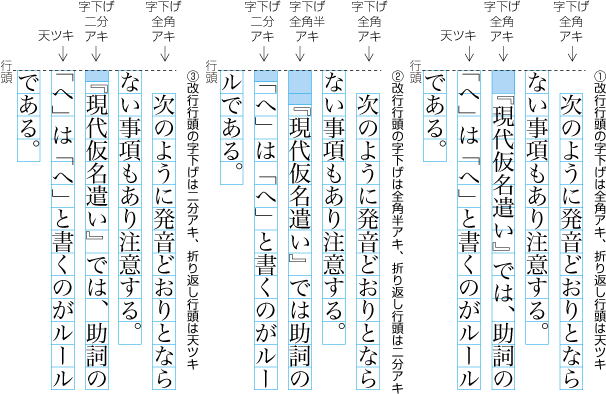 ①改行行頭の字下げは全角アキ、折り返し行頭は天ツキ
字下げ
全角
アキ
字下げ
全角
アキ
天ツキ
行頭
次のように発音どおりとなら
ない事項もあり注意する。
『現代仮名遣い』では、助詞の
「へ」は「へ」と書くのがルール
である。
②改行行頭の字下げは全角半アキ、折り返し行頭は二分アキ
字下げ
全角
アキ
字下げ
全角半
アキ
字下げ
二分
アキ
行頭
次のように発音どおりとなら
ない事項もあり注意する。
『現代仮名遣い』では助詞の
「へ」は「へ」と書くのがルー
ルである。
③改行行頭の字下げは二分アキ、折り返し行頭は天ツキ
字下げ
全角
アキ
字下げ
二分
アキ
天ツキ
行頭
次のように発音どおりとなら
ない事項もあり注意する。
『現代仮名遣い』では、助詞の
「へ」は「へ」と書くのがルール
である。